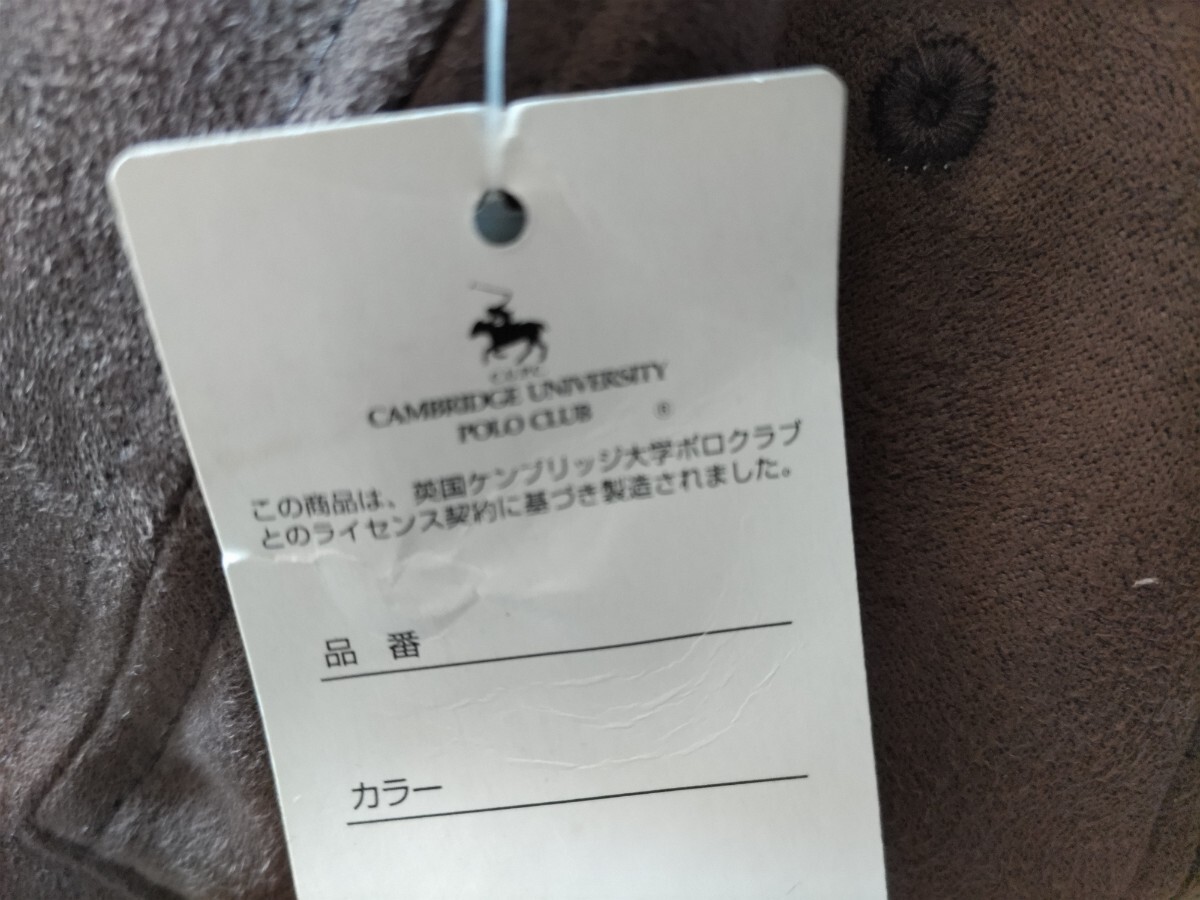 CAMBRIDGE UNIVERSITY
POLO CLUB ®
この商品は、英国ケンブリッジ大学ポロクラブ
とのライセンス契約に基づき製造されました。
品 番
カラー